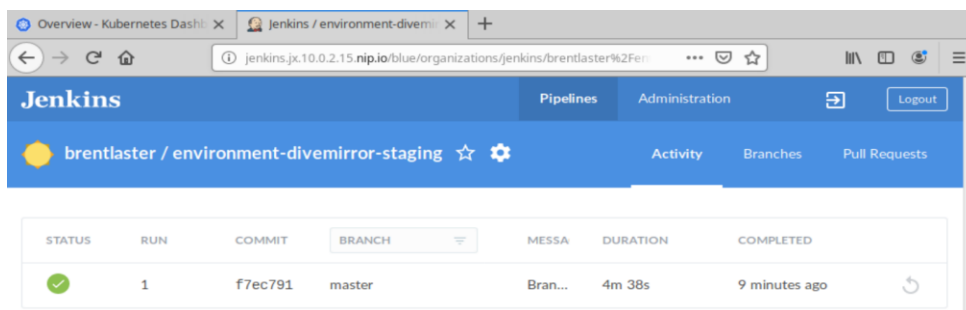 Overview - Kubernetes Dashb
Jenkins / environment-divemir
jenkins.jx.10.0.2.15.nip.io/blue/organizations/jenkins/brentlaster%2Fen
Jenkins
Pipelines
Administration
Logout
brentlaster / environment-divemirror-staging
Activity
Branches
Pull Requests
STATUS RUN COMMIT BRANCH MESSA DURATION COMPLETED
1 f7ec791 master Bran... 4m 38s 9 minutes ago